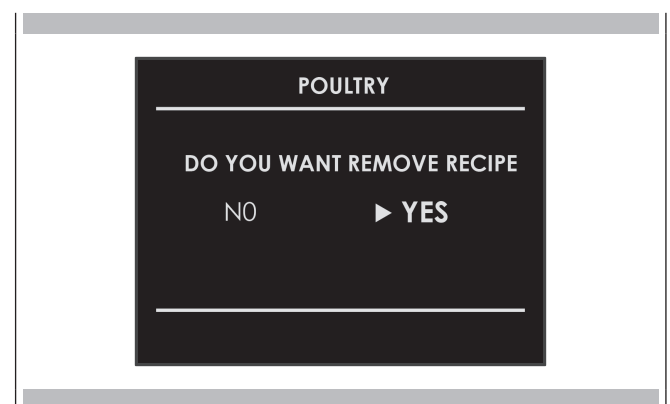 POULTRY
DO YOU WANT REMOVE RECIPE
N0 ▶ YES